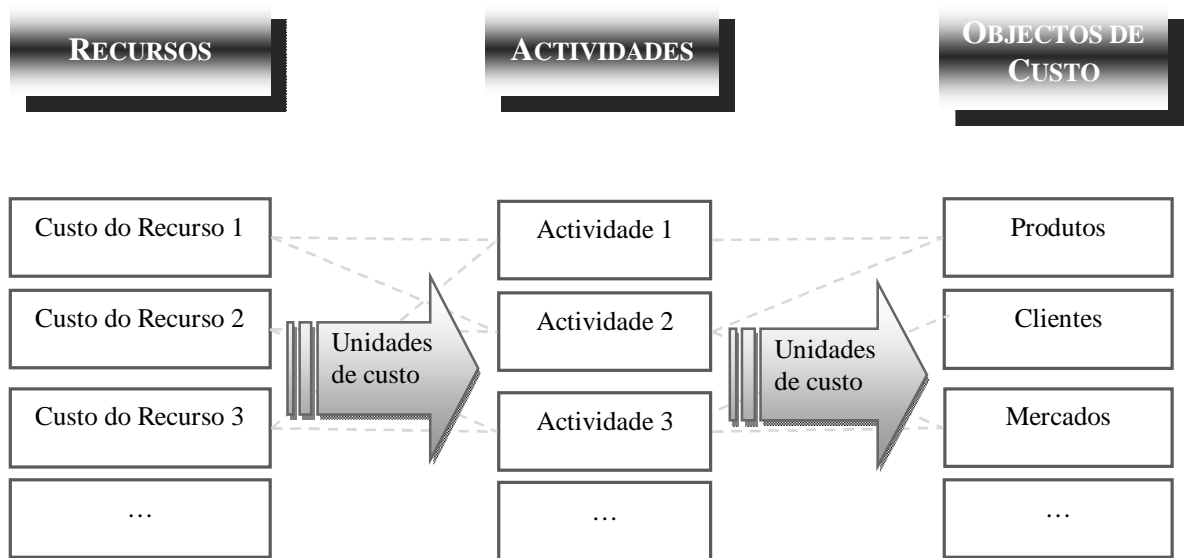 RECURSOS
ACTIVIDADES
OBJECTOS DE
CUSTO
Custo do Recurso 1
Actividade 1
Produtos
Custo do Recurso 2
Actividade 2
Clientes
Unidades
de custo
Unidades
de custo
Custo do Recurso 3
Actividade 3
Mercados
…
…
…